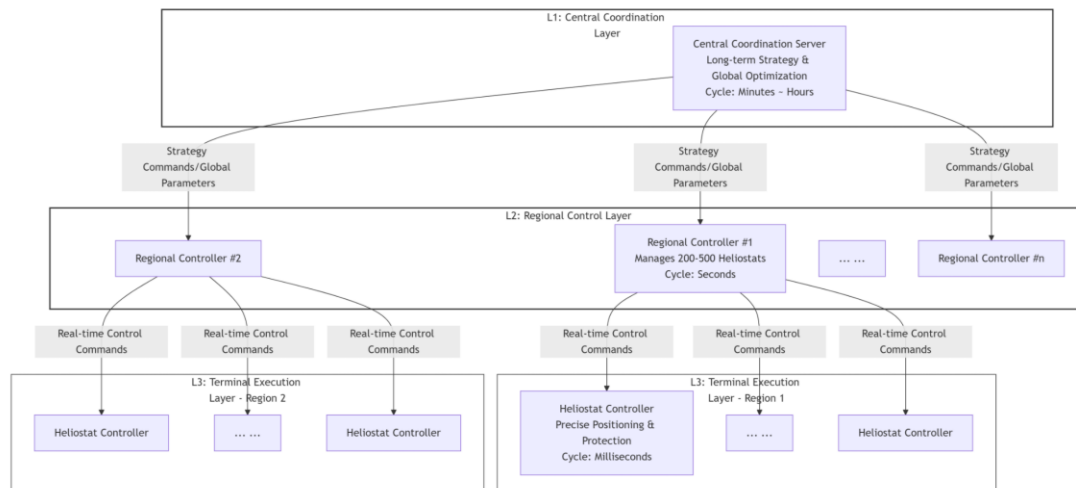 L1: Central Coordination
Layer
Central Coordination Server
Long-term Strategy &
Global Optimization
Cycle: Minutes – Hours
Strategy
Commands/Global
Parameters
Strategy
Commands/Global
Parameters
Strategy
Commands/Global
Parameters
L2: Regional Control Layer
Regional Controller #2
Regional Controller #1
Manages 200-500 Heliostats
Cycle: Seconds
... ...
Regional Controller #n
Real-time Control
Commands
Real-time Control
Commands
Real-time Control
Commands
Real-time Control
Commands
Real-time Control
Commands
Real-time Control
Commands
L3: Terminal Execution
Layer - Region 2
Heliostat Controller
... ...
Heliostat Controller
L3: Terminal Execution
Layer - Region 1
Heliostat Controller
Precise Positioning &
Protection
Cycle: Milliseconds
... ...
Heliostat Controller